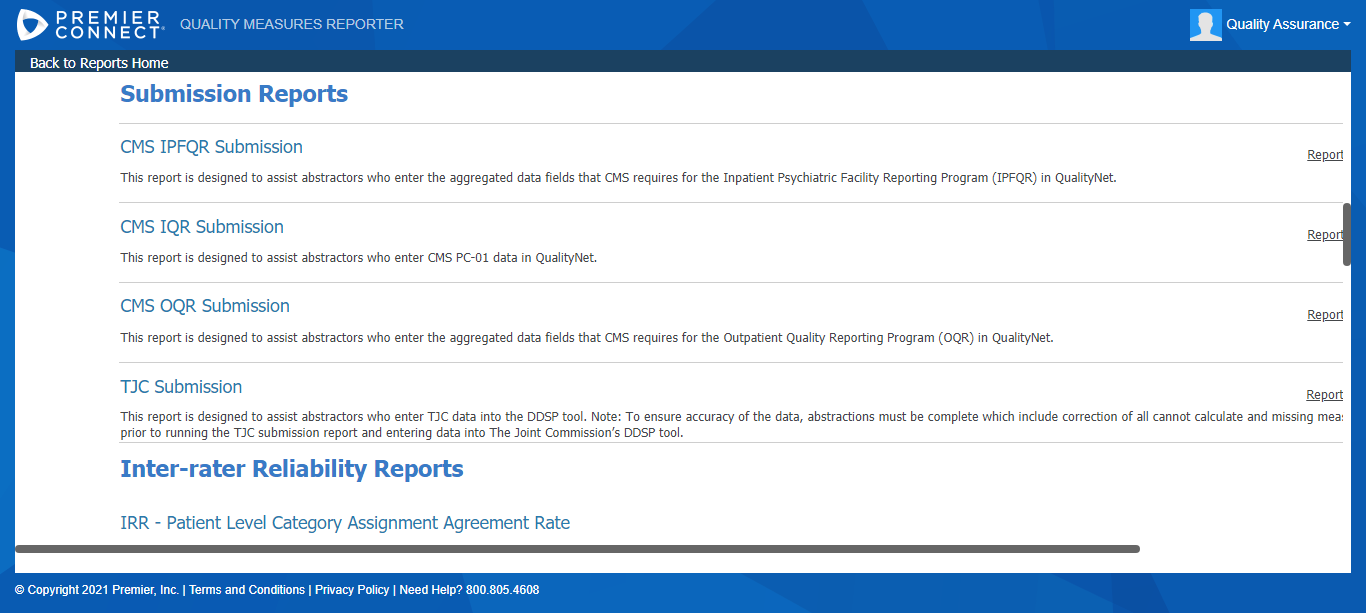 PREMIER CONNECT QUALITY MEASURES REPORTER
Quality Assurance
Back to Reports Home
Submission Reports
CMS IPFQR Submission
Report
This report is designed to assist abstractors who enter the aggregated data fields that CMS requires for the Inpatient Psychiatric Facility Reporting Program (IPFQR) in QualityNet.
CMS IQR Submission
Report
This report is designed to assist abstractors who enter CMS PC-01 data in QualityNet.
CMS OQR Submission
Report
This report is designed to assist abstractors who enter the aggregated data fields that CMS requires for the Outpatient Quality Reporting Program (OQR) in QualityNet.
TJC Submission
Report
This report is designed to assist abstractors who enter TJC data into the DDSP tool. Note: To ensure accuracy of the data, abstractions must be complete which include correction of all cannot calculate and missing
prior to running the TJC submission report and entering data into The Joint Commission's DDSP tool.
Inter-rater Reliability Reports
IRR - Patient Level Category Assignment Agreement Rate
© Copyright 2021 Premier, Inc. | Terms and Conditions | Privacy Policy | Need Help? 800.805.4608